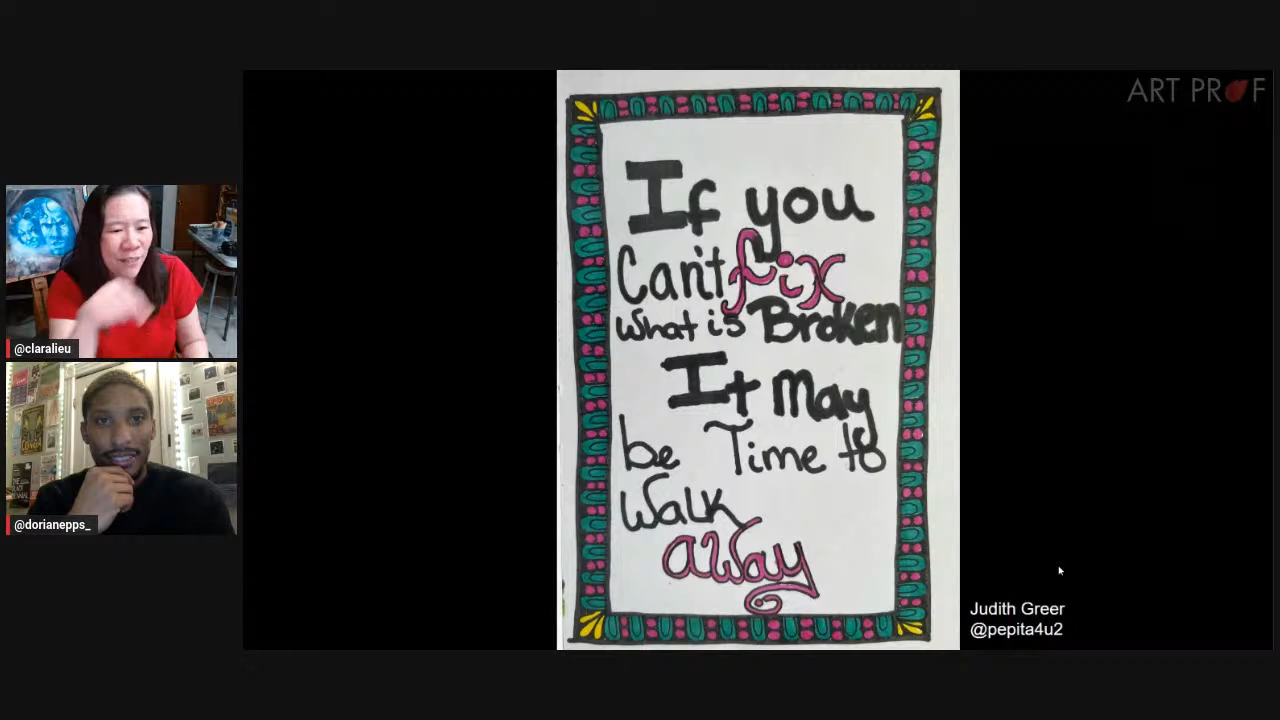 ART PROF
If you
Can't fix
What is Broken
It May
be Time to
Walk
away
@claralieu
@dorianepps_
Judith Greer
@pepita4u2